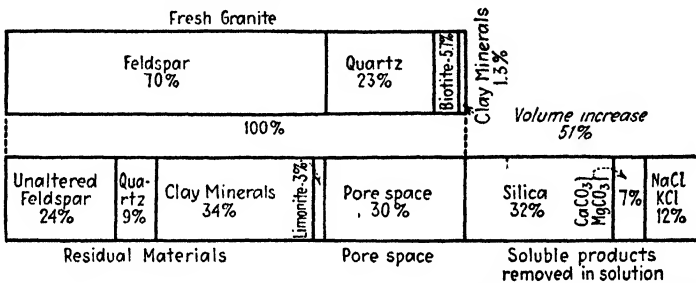 Fresh Granite
Feldspar
70%
Quartz
23%
Biotite-5.7%
Clay Minerals
1.3%
100%
Volume increase
51%
Unaltered
Feldspar
24%
Qua-
rtz
9%
Clay Minerals
34%
Limonite-3%
Pore space
30%
Silica
32%
CaCO3}
MgCO3}
7%
NaCl
KCl
12%
Residual Materials
Pore space
Soluble products
removed in solution